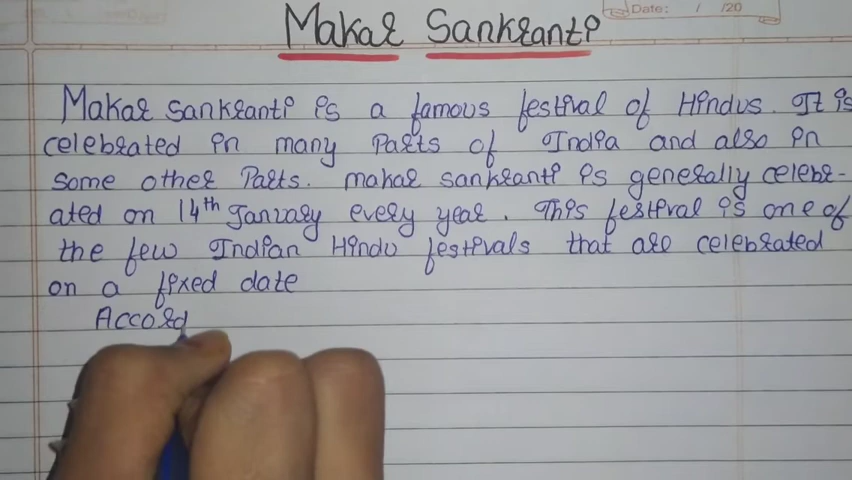 Date: / /20
Makar Sankranti
Makar Sankranti is a famous festival of Hindus. It is
celebrated in many Parts of India and also in
some other Parts. makar sankranti is generally celebr-
ated on 14th January every year. This festival is one of
the few Indian Hindu festivals that are celebrated
on a fixed date
Accord